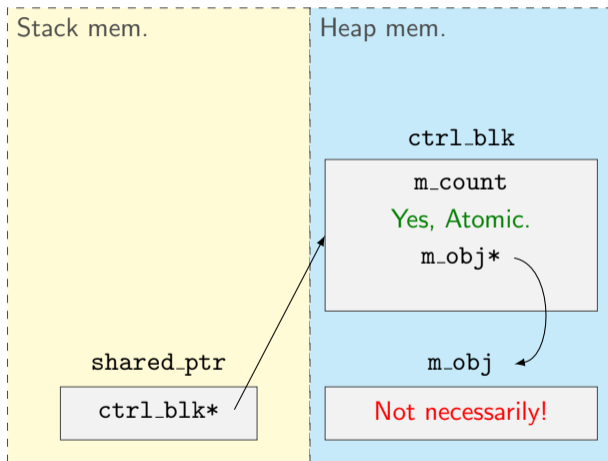 Stack mem.
Heap mem.
ctrl_blk
m_count
Yes, Atomic.
m_obj*
shared_ptr
m_obj
ctrl_blk*
Not necessarily!